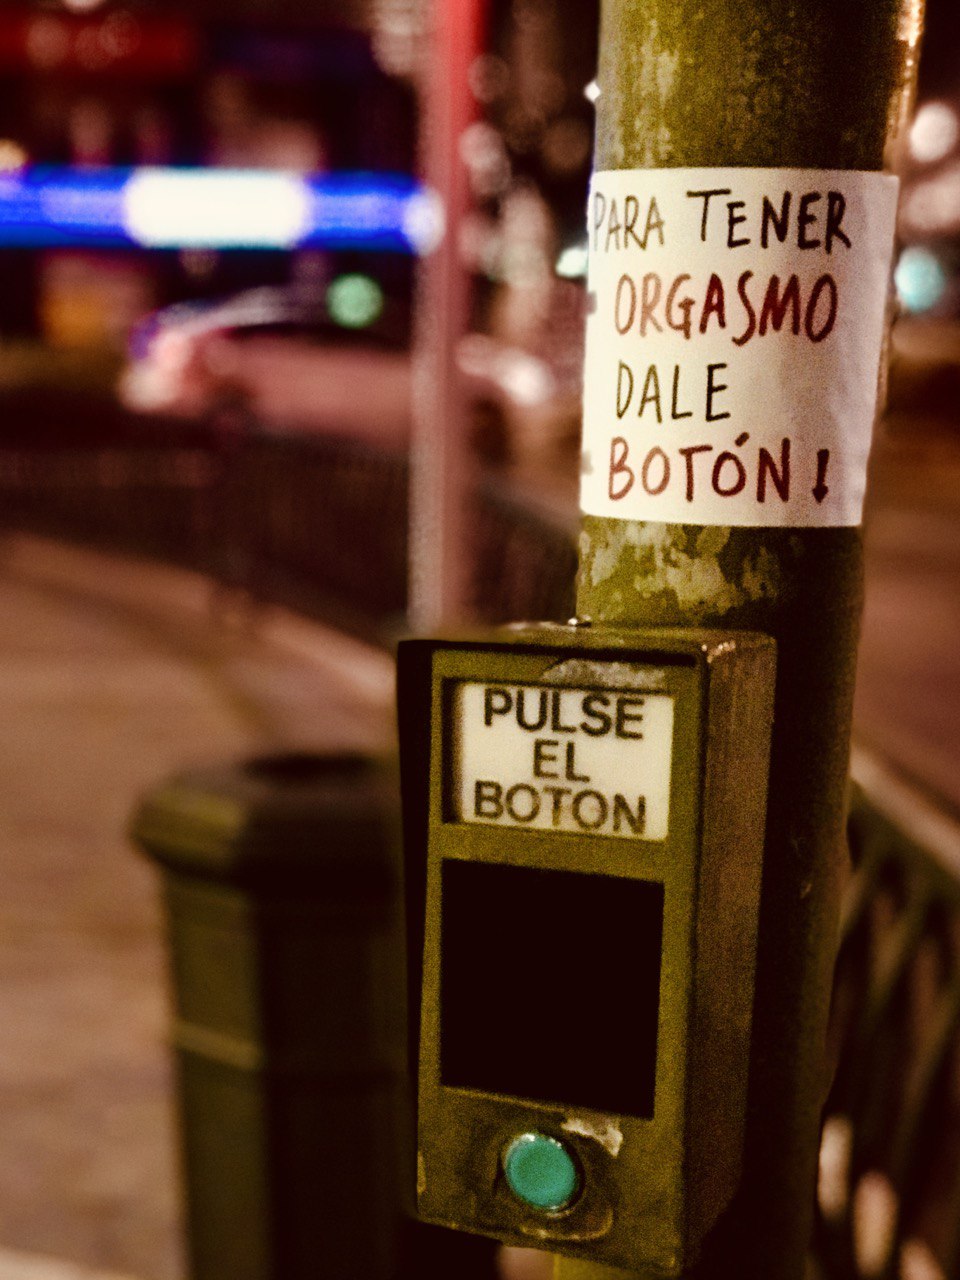 PARA TENER
ORGASMO
DALE
BOTÓN ↓
PULSE
EL
BOTON